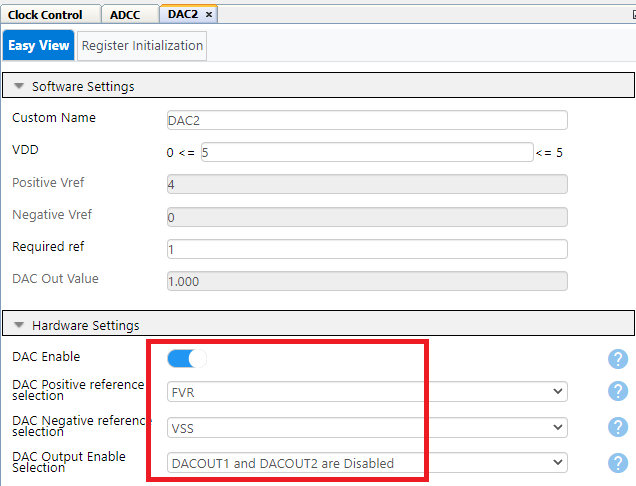 Clock Control ADCC DAC2 ×
Easy View Register Initialization
Software Settings
Custom Name DAC2
VDD 0 <= 5 <= 5
Positive Vref 4
Negative Vref 0
Required ref 1
DAC Out Value 1.000
Hardware Settings
DAC Enable ?
DAC Positive reference
selection FVR ?
DAC Negative reference
selection VSS ?
DAC Output Enable
Selection DACOUT1 and DACOUT2 are Disabled ?